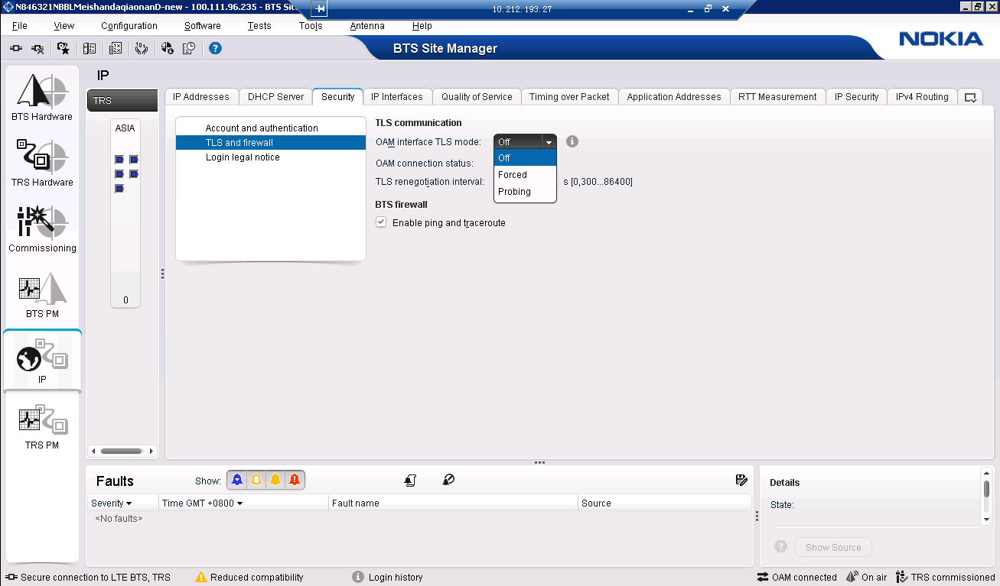 N846321NBBLMeishandaqiaonanD-new - 100.111.96.235 - BTS Sit
10.212.193.27
File View Configuration Software Tests Tools Antenna Help
BTS Site Manager
NOKIA
IP
BTS Hardware
TRS Hardware
Commissioning
BTS PM
IP
TRS PM
TRS
ASIA
0
IP Addresses DHCP Server Security IP Interfaces Quality of Service Timing over Packet Application Addresses RTT Measurement IP Security IPv4 Routing
Account and authentication
TLS and firewall
Login legal notice
TLS communication
OAM interface TLS mode: Off
Off
Forced
Probing
OAM connection status:
TLS renegotiation interval: s [0,300...86400]
BTS firewall
Enable ping and traceroute
Faults Show:
Severity Time GMT +0800 Fault name Source
<No faults>
Details
State:
Show Source
Secure connection to LTE BTS, TRS Reduced compatibility Login history OAM connected On air TRS commissioned